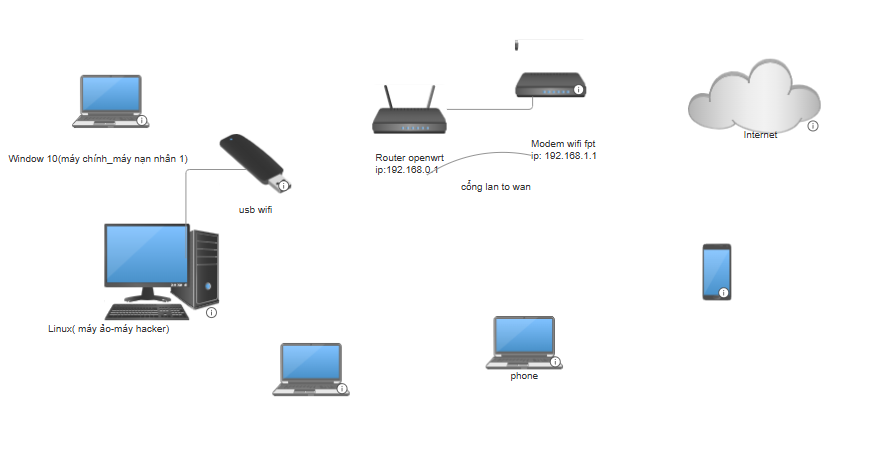 Window 10(máy chính_máy nạn nhân 1)
usb wifi
Router openwrt
ip:192.168.0.1
Modem wifi fpt
ip: 192.168.1.1
cổng lan to wan
Internet
Linux( máy ảo-máy hacker)
phone